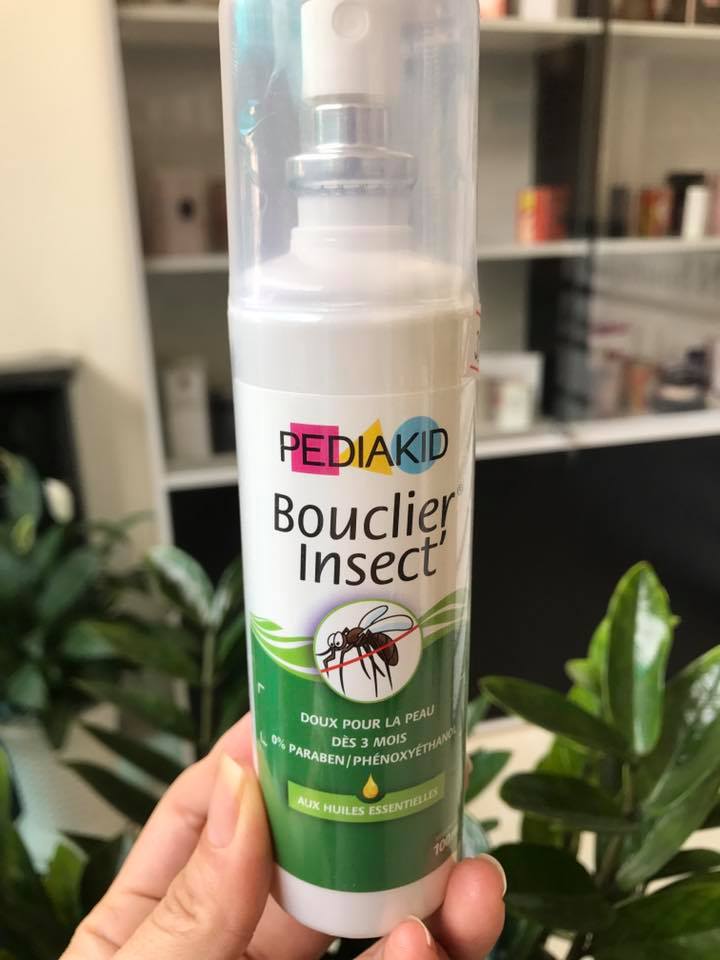 PEDIAKID
Bouclier®
Insect'
DOUX POUR LA PEAU
DÈS 3 MOIS
0% PARABEN/PHÉNOXYÉTHANOL
AUX HUILES ESSENTIELLES